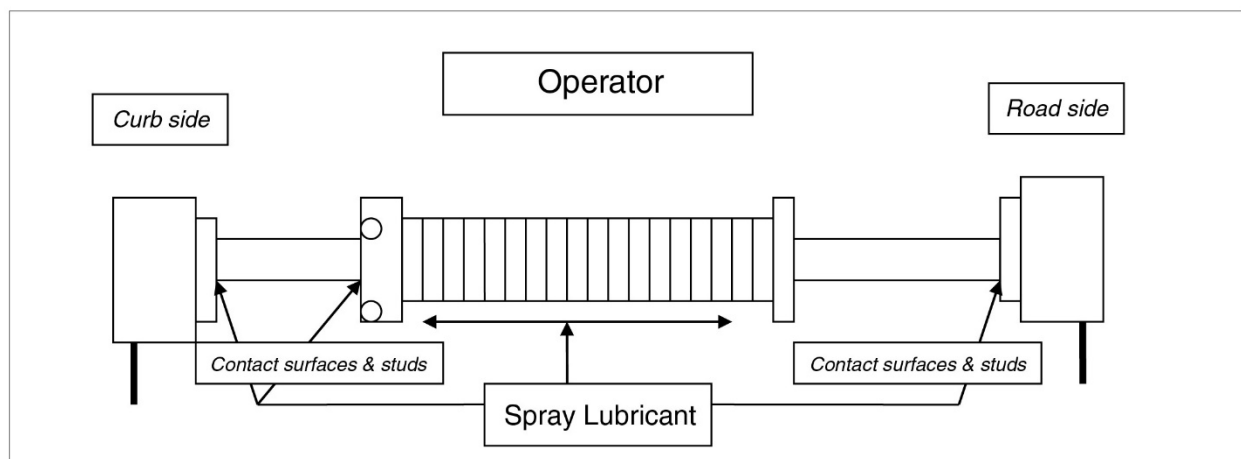 Operator
Curb side
Road side
Contact surfaces & studs
Contact surfaces & studs
Spray Lubricant